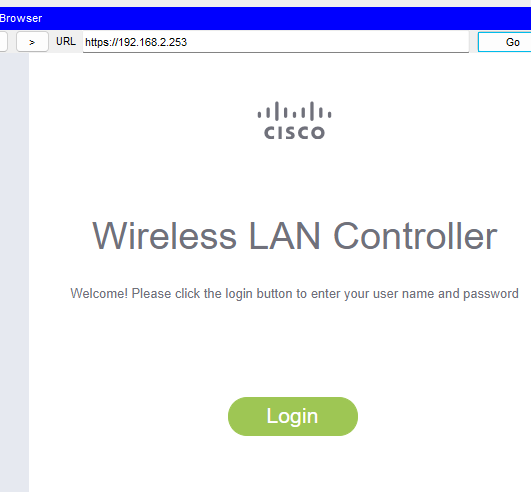 Browser
> URL https://192.168.2.253 Go
CISCO
Wireless LAN Controller
Welcome! Please click the login button to enter your user name and password
Login